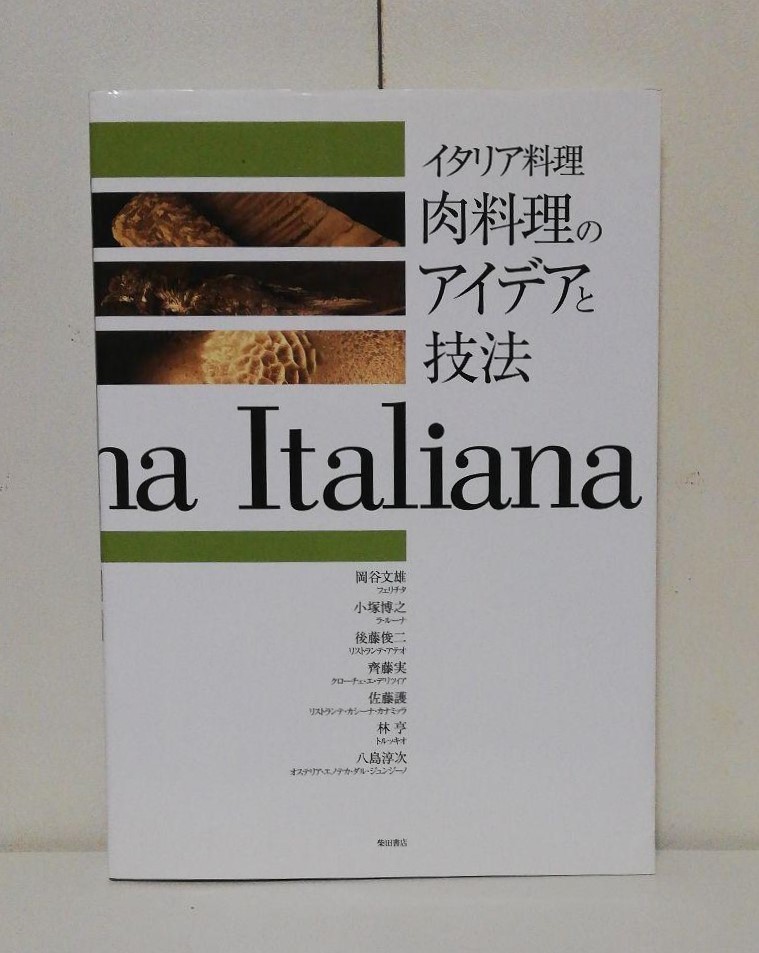 イタリア料理
肉料理の
アイデアと
技法
na Italiana
岡谷文雄
フェリチタ
小塚博之
ラ・ルーナ
後藤俊二
リストランテ・アテオ
齊藤実
クローチェ・エ・デリツィア
佐藤護
リストランテ・カシーナ・カナミッラ
林 亨
トルッキオ
八島淳次
オステリア・エノテカ・ダル・ジュンジーノ
柴田書店